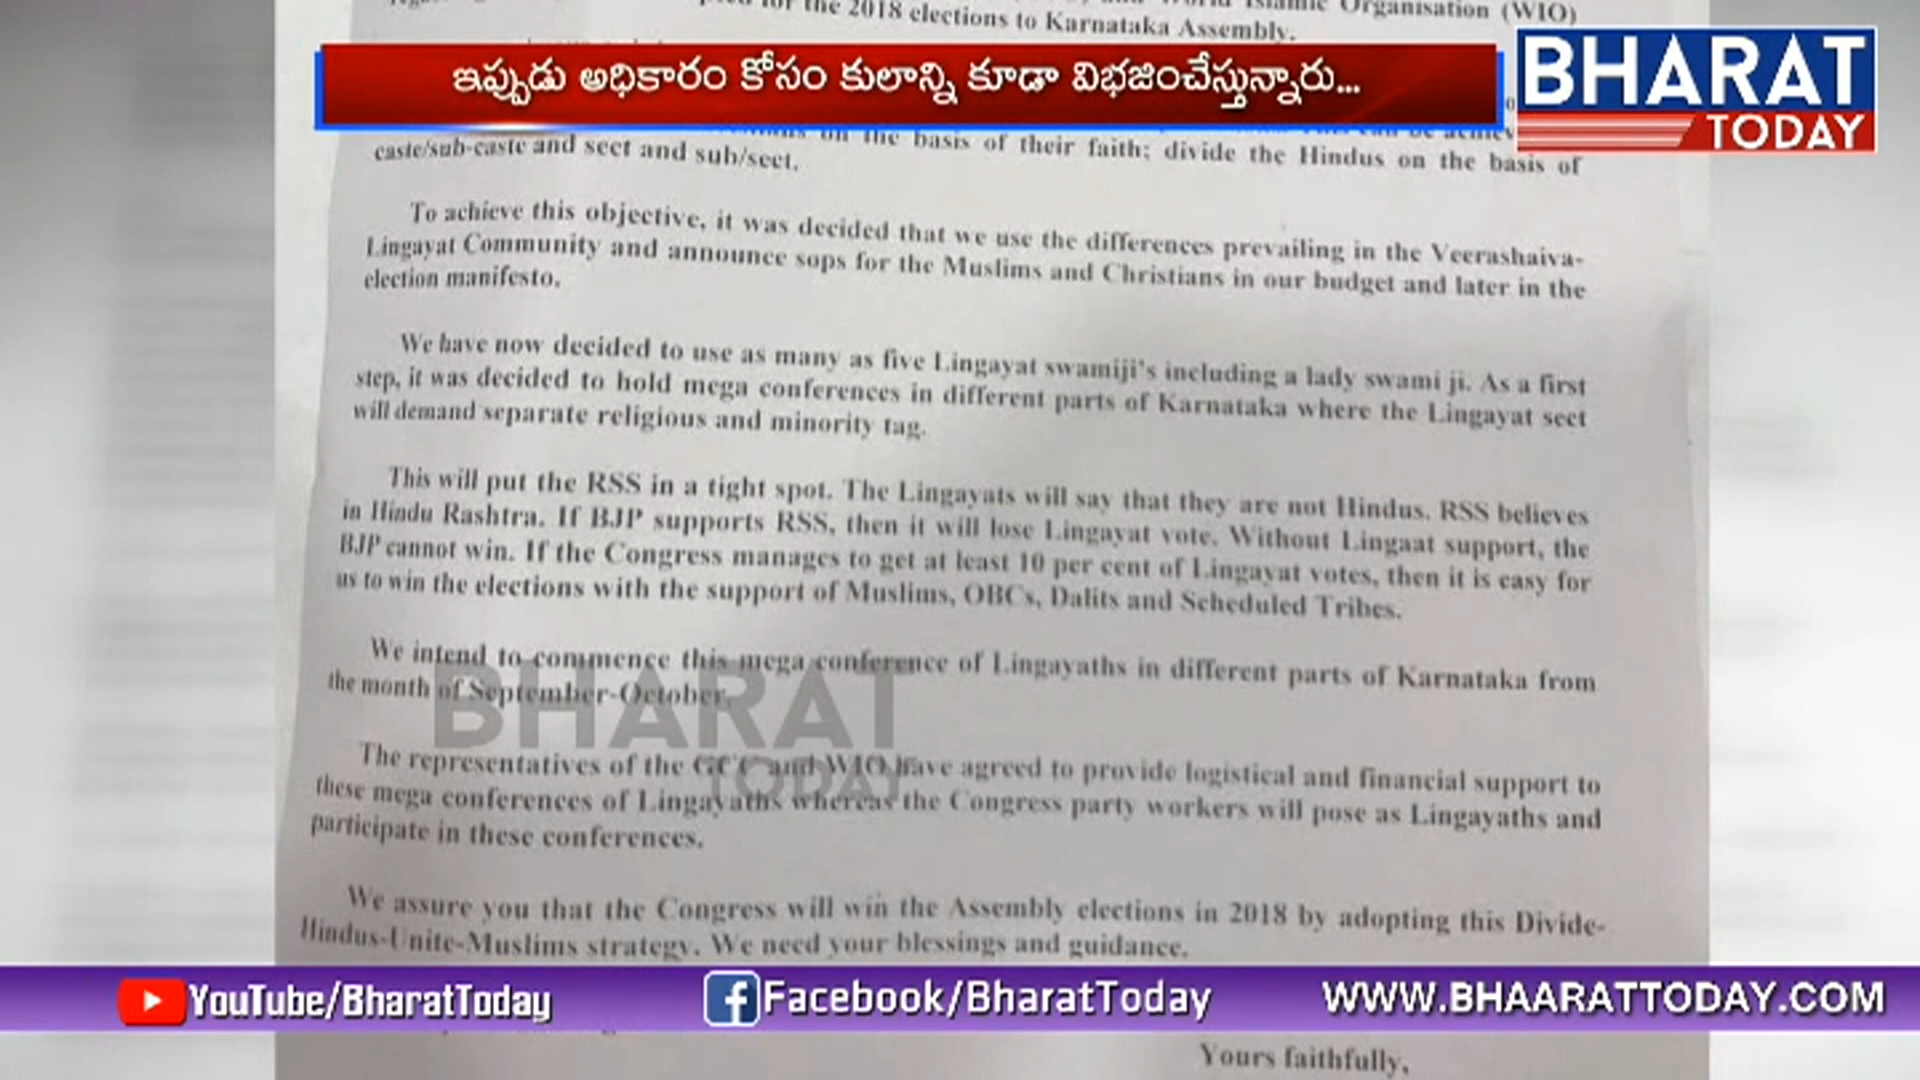 for the 2018 elections to Karnataka Assembly.
Organisation (WIO)
ఇప్పుడు అధికారం కోసం కులాన్ని కూడా విభజించేస్తున్నారు...
BHARAT
TODAY
on the basis of their faith; divide the Hindus on the basis of
caste/sub-caste and sect and sub/sect.
To achieve this objective, it was decided that we use the differences prevailing in the Veerashaiva-
Lingayat Community and announce sops for the Muslims and Christians in our budget and later in the
election manifesto.
We have now decided to use as many as five Lingayat swamiji's including a lady swami ji. As a first
step, it was decided to hold mega conferences in different parts of Karnataka where the Lingayat sect
will demand separate religious and minority tag.
This will put the RSS in a tight spot. The Lingayats will say that they are not Hindus. RSS believes
in Hindu Rashtra. If BJP supports RSS, then it will lose Lingayat vote. Without Lingaat support, the
BJP cannot win. If the Congress manages to get at least 10 per cent of Lingayat votes, then it is easy for
us to win the elections with the support of Muslims, OBCs, Dalits and Scheduled Tribes.
We intend to commence this mega conference of Lingayaths in different parts of Karnataka from
the month of September-October.
BHARAT
TODAY
The representatives of the GCC and WIO have agreed to provide logistical and financial support to
these mega conferences of Lingayaths whereas the Congress party workers will pose as Lingayaths and
participate in these conferences.
We assure you that the Congress will win the Assembly elections in 2018 by adopting this Divide-
Hindus-Unite-Muslims strategy. We need your blessings and guidance.
YouTube/BharatToday
Facebook/BharatToday
WWW.BHAARATTODAY.COM
Yours faithfully,